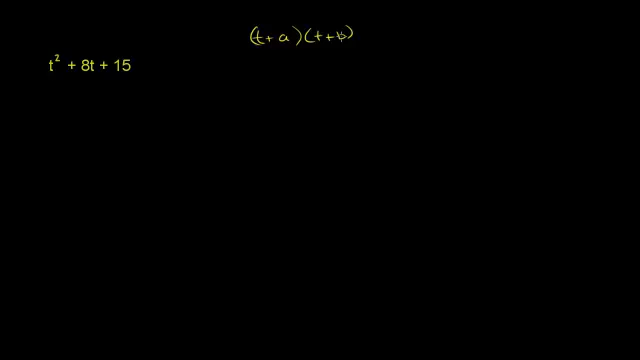 (t + a)(t + b)
t² + 8t + 15